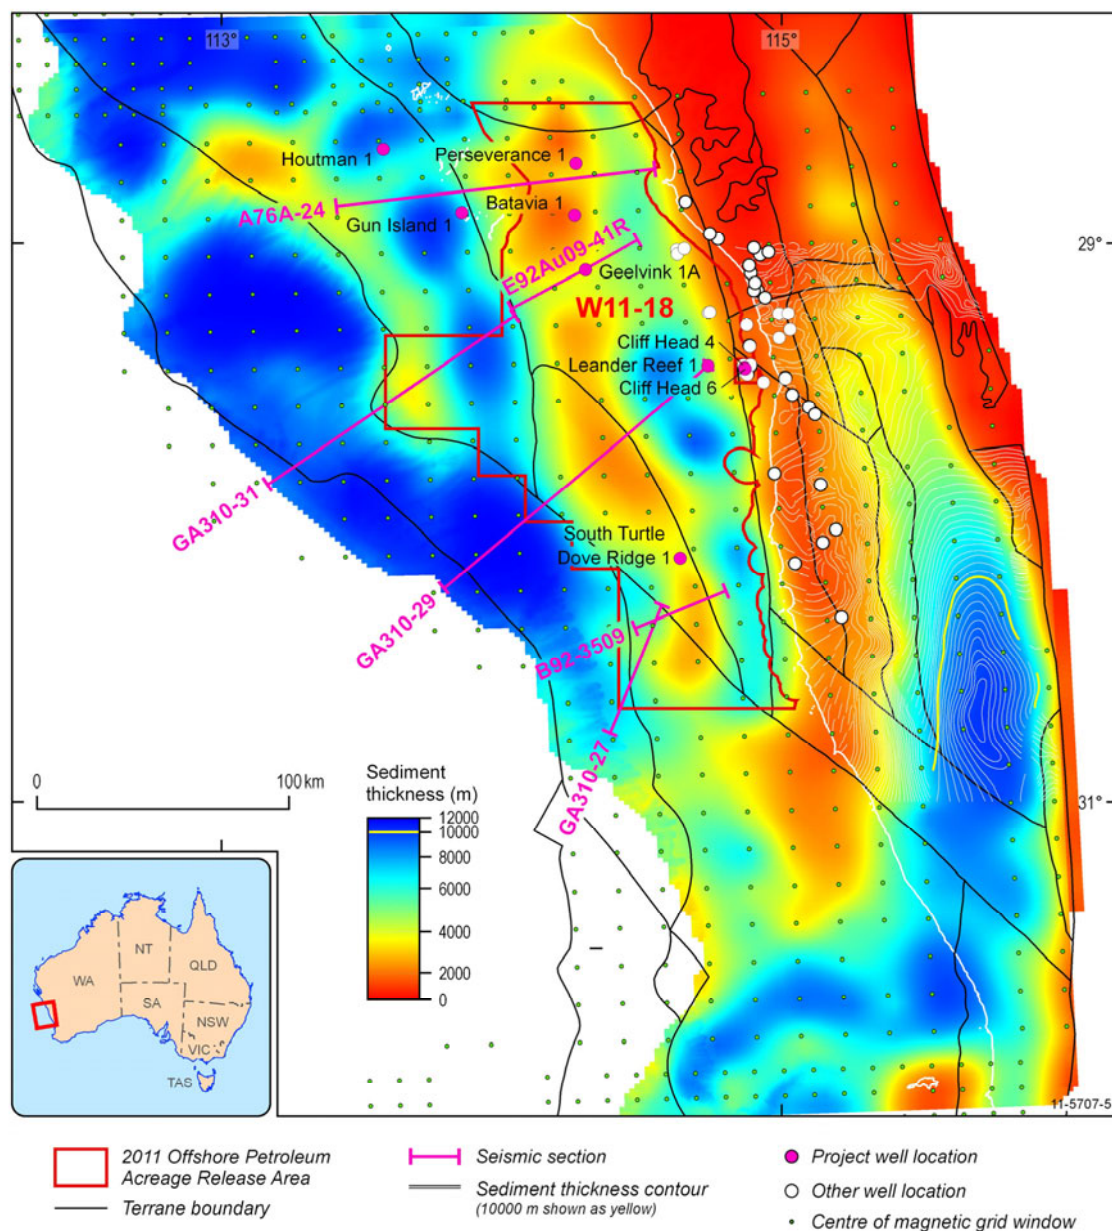 113°
115°
Houtman 1
Perseverance 1
A76A-24
Gun Island 1
Batavia 1
E92Au09-41R
29°
Geelvink 1A
W11-18
Cliff Head 4
Leander Reef 1
Cliff Head 6
GA310-31
South Turtle
Dove Ridge 1
GA310-29
B92-3509
GA310-27
0
100 km
Sediment
thickness (m)
12000
10000
8000
6000
4000
2000
0
31°
NT
WA
QLD
SA
NSW
VIC
TAS
11-5707-5
2011 Offshore Petroleum
Acreage Release Area
Terrane boundary
Seismic section
Sediment thickness contour
(10000 m shown as yellow)
Project well location
Other well location
Centre of magnetic grid window